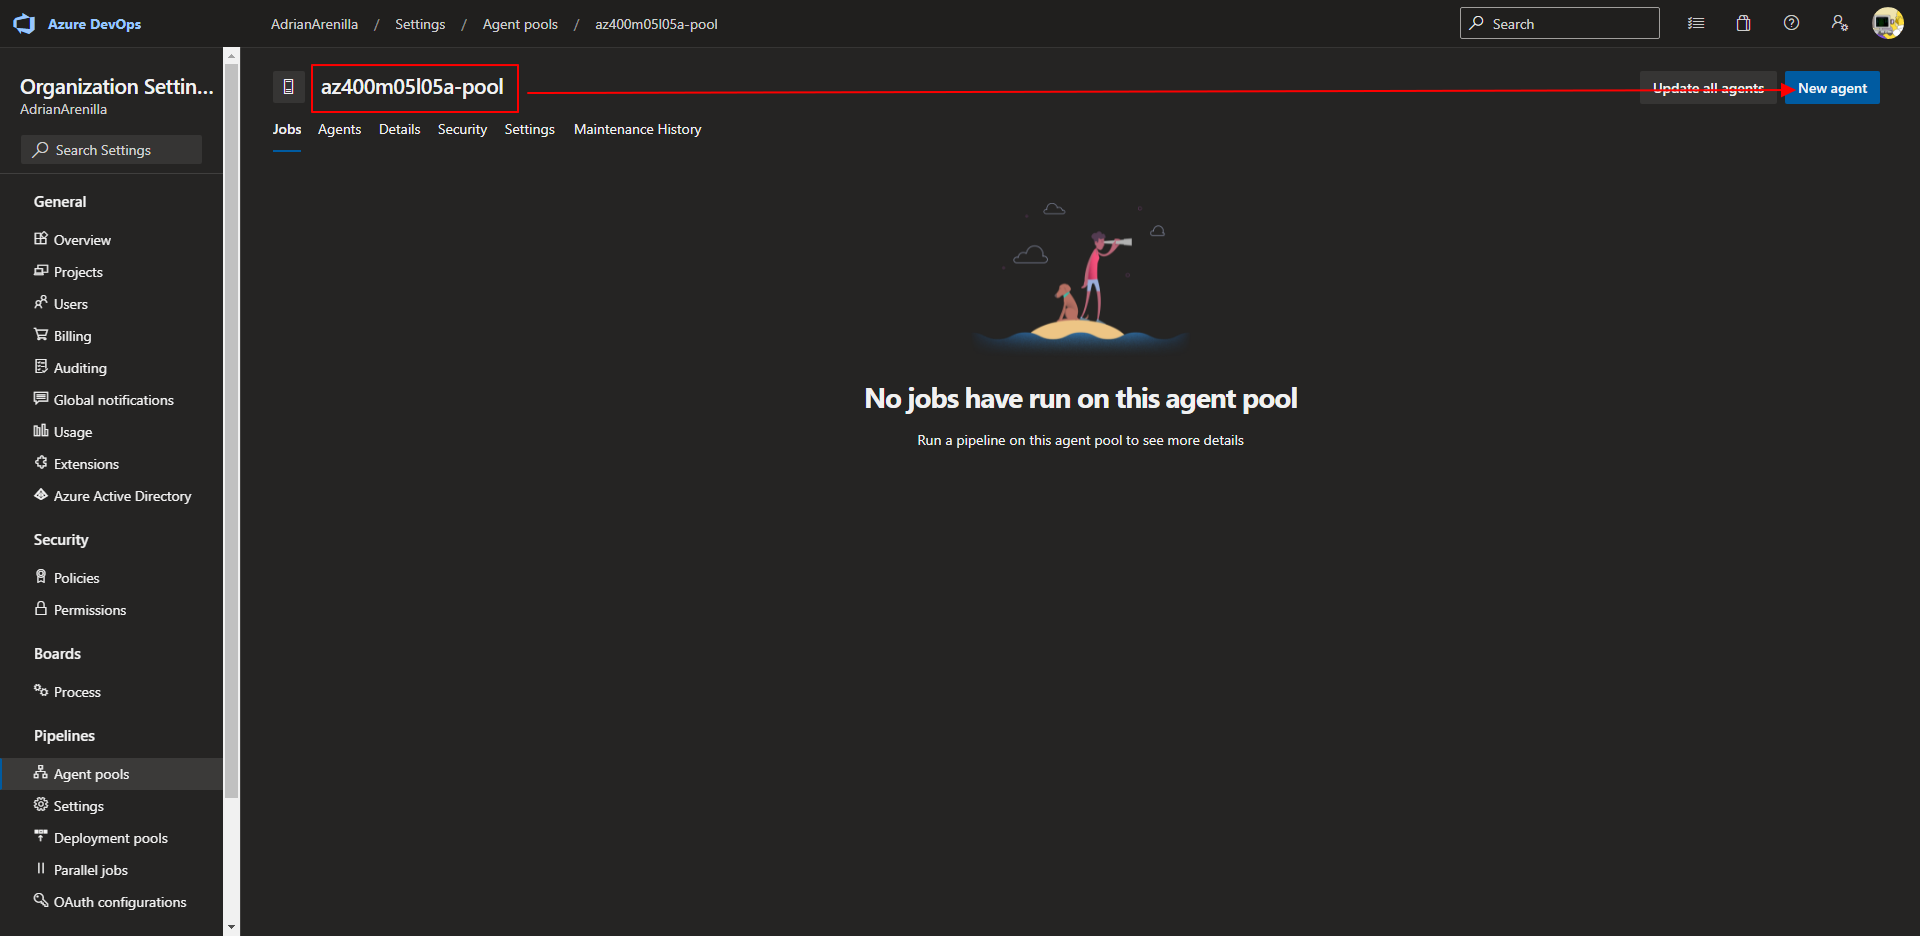 Azure DevOps
AdrianArenilla / Settings / Agent pools / az400m05l05a-pool
Search
Organization Settin...
AdrianArenilla
Search Settings
General
Overview
Projects
Users
Billing
Auditing
Global notifications
Usage
Extensions
Azure Active Directory
Security
Policies
Permissions
Boards
Process
Pipelines
Agent pools
Settings
Deployment pools
Parallel jobs
OAuth configurations
az400m05l05a-pool
Update all agents
New agent
Jobs Agents Details Security Settings Maintenance History
No jobs have run on this agent pool
Run a pipeline on this agent pool to see more details